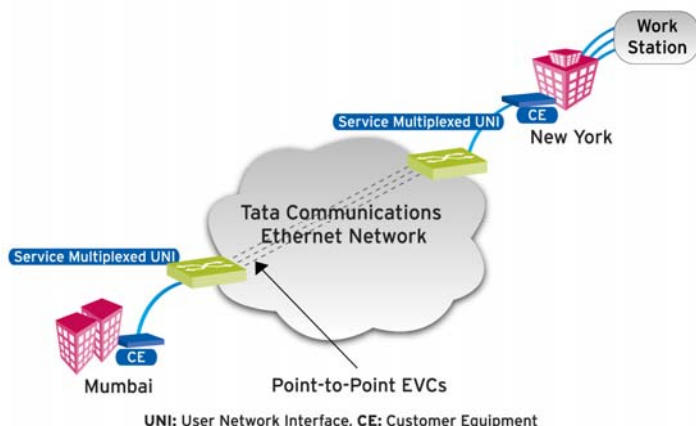 Work
Station
Service Multiplexed UNI
CE
New York
Tata Communications
Ethernet Network
Service Multiplexed UNI
CE
Mumbai
Point-to-Point EVCs
UNI: User Network Interface, CE: Customer Equipment